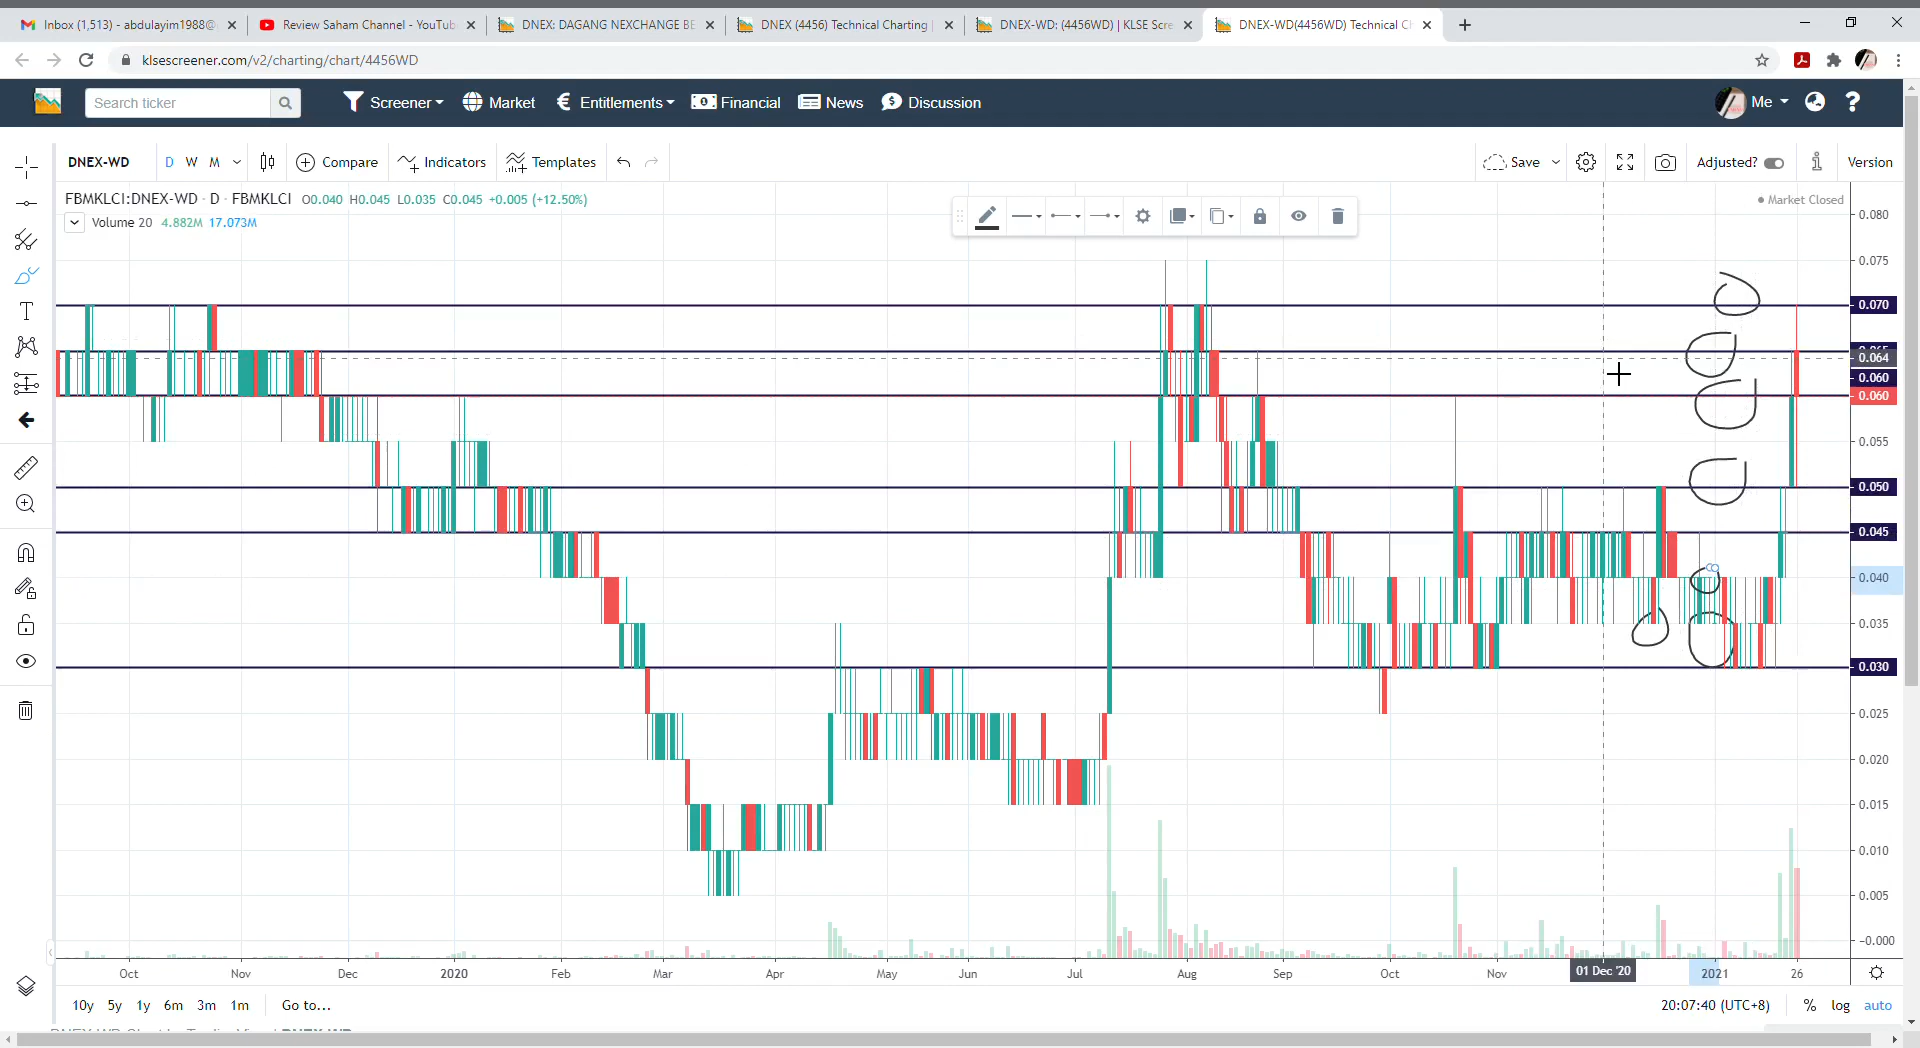 Inbox (1,513) - abdulayim1988@
Review Saham Channel - YouTub
DNEX: DAGANG NEXCHANGE BE
DNEX (4456) Technical Charting |
DNEX-WD: (4456WD) | KLSE Scre
DNEX-WD(4456WD) Technical Ch
klsescreener.com/v2/charting/chart/4456WD
Search ticker
Screener
Market
Entitlements
Financial
News
Discussion
Me
DNEX-WD
D W M
Compare
Indicators
Templates
Save
Adjusted?
Version
FBMKLCI:DNEX-WD · D · FBMKLCI O0.040 H0.045 L0.035 C0.045 +0.005 (+12.50%)
Market Closed
Volume 20 4.882M 17.073M
0.080
0.075
0.070
0.064
0.060
0.060
0.055
0.050
0.045
0.040
0.035
0.030
0.025
0.020
0.015
0.010
0.005
-0.000
Oct Nov Dec 2020 Feb Mar Apr May Jun Jul Aug Sep Oct Nov 01 Dec '20 2021 26
10y 5y 1y 6m 3m 1m Go to...
20:07:40 (UTC+8) % log auto